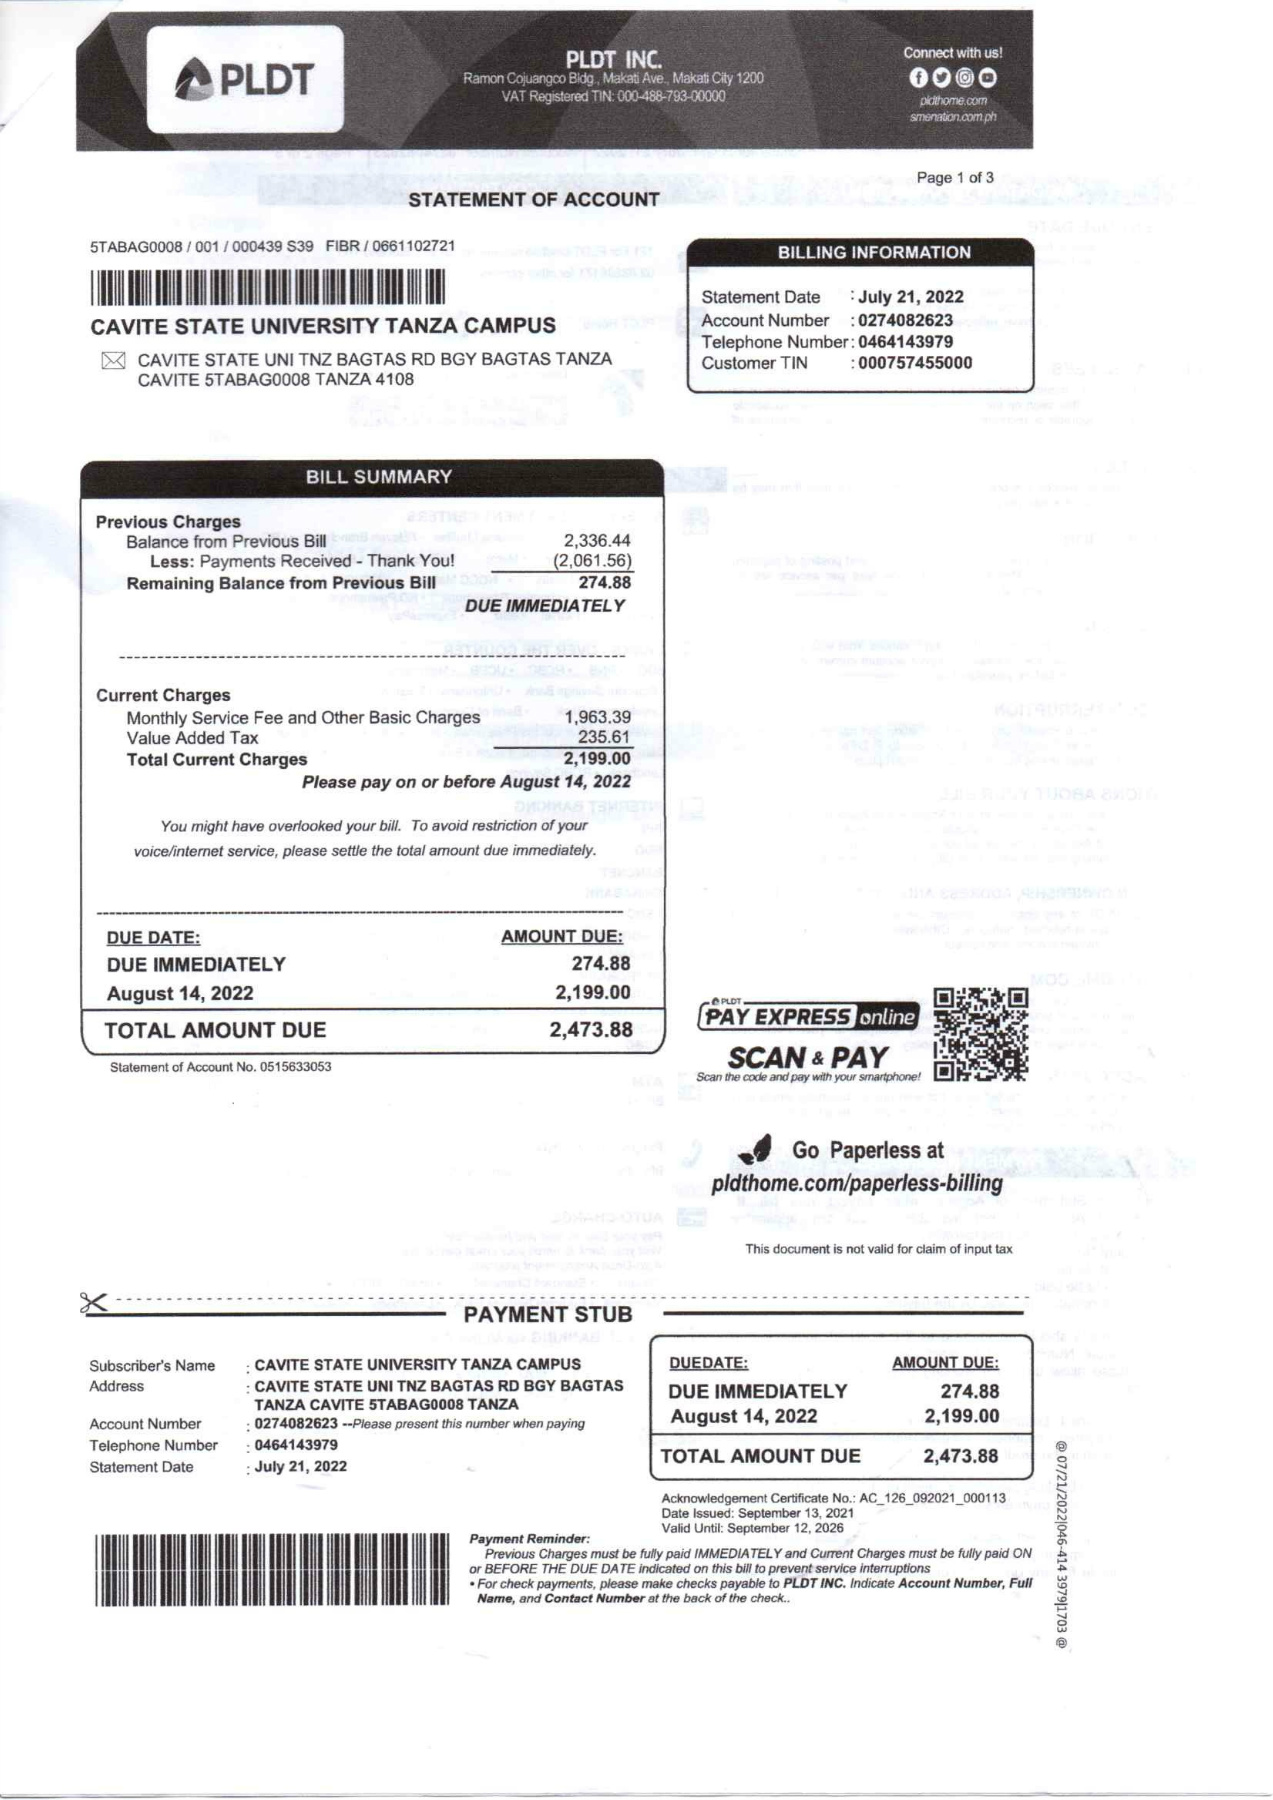 PLDT
PLDT INC.
Ramon Cojuangco Bldg., Makati Ave., Makati City 1200
VAT Registered TIN: 000-488-793-00000
Connect with us!
pldthome.com
smenation.com.ph
Page 1 of 3
STATEMENT OF ACCOUNT
5TABAG0008 / 001 / 000439 S39 FIBR / 0661102721
CAVITE STATE UNIVERSITY TANZA CAMPUS
CAVITE STATE UNI TNZ BAGTAS RD BGY BAGTAS TANZA
CAVITE 5TABAG0008 TANZA 4108
BILLING INFORMATION
Statement Date : July 21, 2022
Account Number : 0274082623
Telephone Number : 0464143979
Customer TIN : 000757455000
BILL SUMMARY
Previous Charges
Balance from Previous Bill 2,336.44
Less: Payments Received - Thank You! (2,061.56)
Remaining Balance from Previous Bill 274.88
DUE IMMEDIATELY
Current Charges
Monthly Service Fee and Other Basic Charges 1,963.39
Value Added Tax 235.61
Total Current Charges 2,199.00
Please pay on or before August 14, 2022
You might have overlooked your bill. To avoid restriction of your
voice/internet service, please settle the total amount due immediately.
DUE DATE: AMOUNT DUE:
DUE IMMEDIATELY 274.88
August 14, 2022 2,199.00
TOTAL AMOUNT DUE 2,473.88
Statement of Account No. 0515633053
PLDT
PAY EXPRESS online
SCAN & PAY
Scan the code and pay with your smartphone!
Go Paperless at
pldthome.com/paperless-billing
This document is not valid for claim of input tax
PAYMENT STUB
Subscriber's Name : CAVITE STATE UNIVERSITY TANZA CAMPUS
Address : CAVITE STATE UNI TNZ BAGTAS RD BGY BAGTAS
TANZA CAVITE 5TABAG0008 TANZA
Account Number : 0274082623 --Please present this number when paying
Telephone Number : 0464143979
Statement Date : July 21, 2022
DUEDATE: AMOUNT DUE:
DUE IMMEDIATELY 274.88
August 14, 2022 2,199.00
TOTAL AMOUNT DUE 2,473.88
Acknowledgement Certificate No.: AC_126_092021_000113
Date Issued: September 13, 2021
Valid Until: September 12, 2026
Payment Reminder:
Previous Charges must be fully paid IMMEDIATELY and Current Charges must be fully paid ON
or BEFORE THE DUE DATE indicated on this bill to prevent service interruptions
• For check payments, please make checks payable to PLDT INC. Indicate Account Number, Full
Name, and Contact Number at the back of the check..
@ 07/21/2022|046-414 3979|1703 @